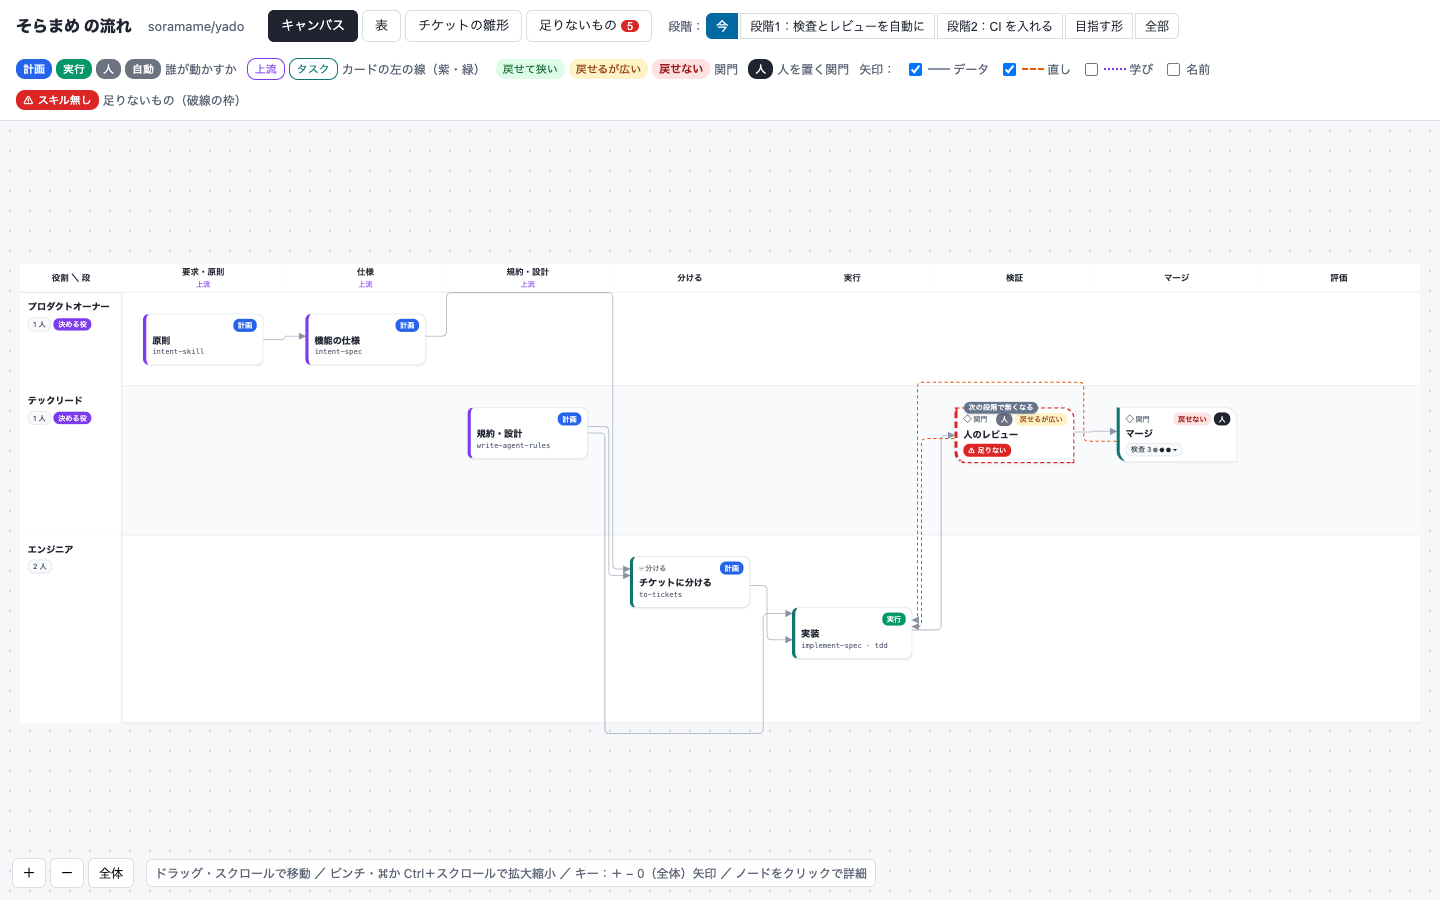 そらまめ の流れ soramame/yado キャンバス 表 チケットの雛形 足りないもの 5 段階： 今 段階1：検査とレビューを自動に 段階2：CI を入れる 目指す形 全部
計画 実行 人 自動 誰が動かすか 上流 タスク カードの左の線（紫・緑） 戻せて狭い 戻せるが広い 戻せない 関門 人 人を置く関門 矢印： データ 直し 学び 名前
⚠ スキル無し 足りないもの（破線の枠）
役割 ＼ 段
要求・原則
上流
仕様
上流
規約・設計
上流
分ける
実行
検証
マージ
評価
プロダクトオーナー
1 人 決める役
計画
原則
intent-skill
計画
機能の仕様
intent-spec
テックリード
1 人 決める役
計画
規約・設計
write-agent-rules
次の段階で無くなる
◇関門 人 戻せるが広い
人のレビュー
⚠ 足りない
◇関門 戻せない 人
マージ
検査 3
エンジニア
2 人
分ける 計画
チケットに分ける
to-tickets
実行
実装
implement-spec · tdd
＋ − 全体 ドラッグ・スクロールで移動 ／ ピンチ・⌘か Ctrl＋スクロールで拡大縮小 ／ キー：＋ − 0（全体）矢印 ／ ノードをクリックで詳細